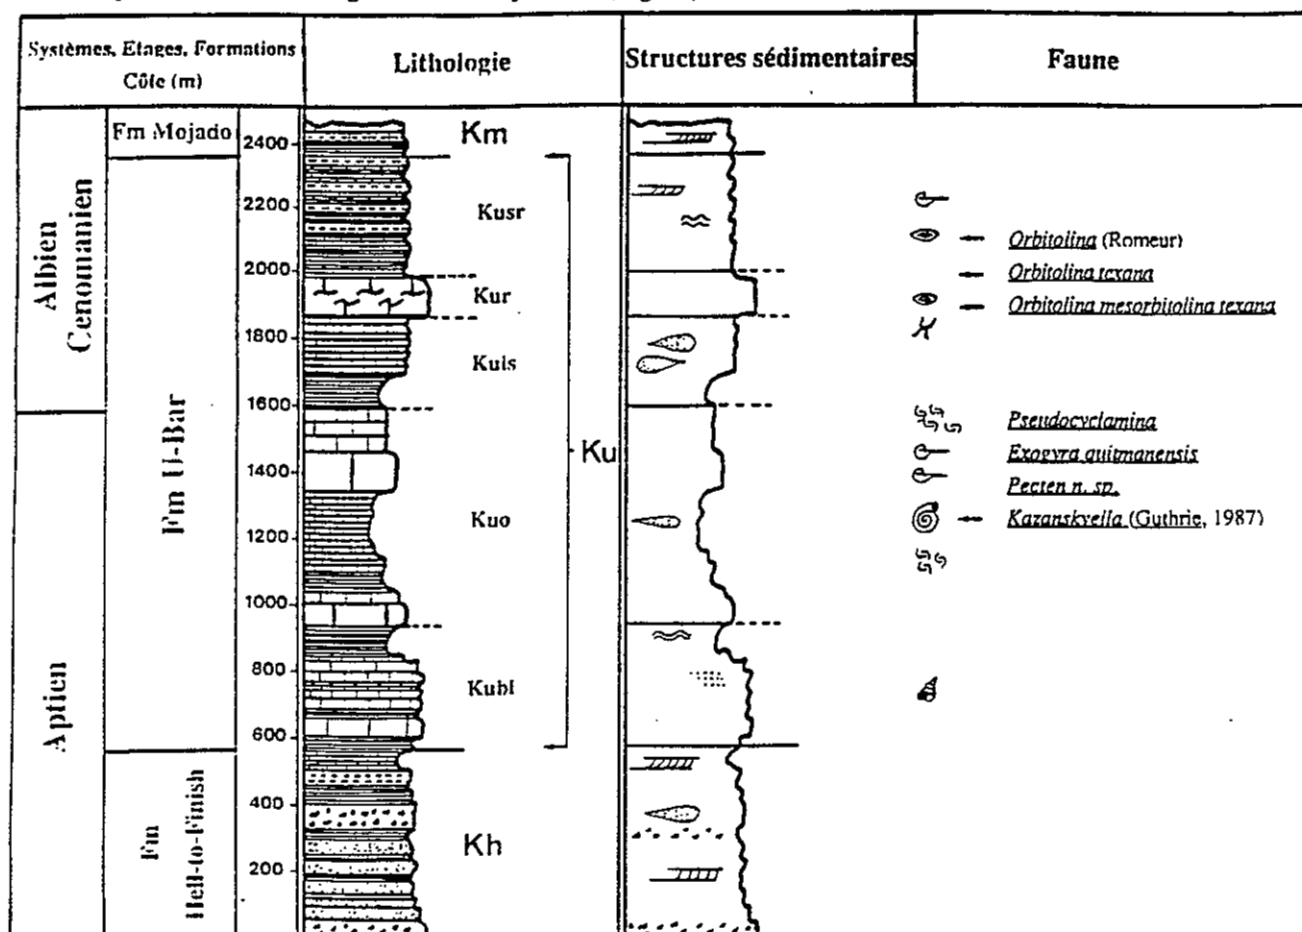 Systèmes, Etages, Formations
Côte (m)
Lithologie
Structures sédimentaires
Faune
Albien
Cenomanien
Aptien
Fm Mojado
Fm U-Bar
Fm
Hell-to-Finish
2400
2200
2000
1800
1600
1400
1200
1000
800
600
400
200
Km
Kusr
Kur
Kuls
Kuo
Kubl
Kh
Ku
Orbitolina (Romeur)
Orbitolina texana
Orbitolina mesorbitolina texana
Pseudocyclamina
Exogyra quitmanensis
Pecten n. sp.
Kazanskyella (Guthrie, 1987)